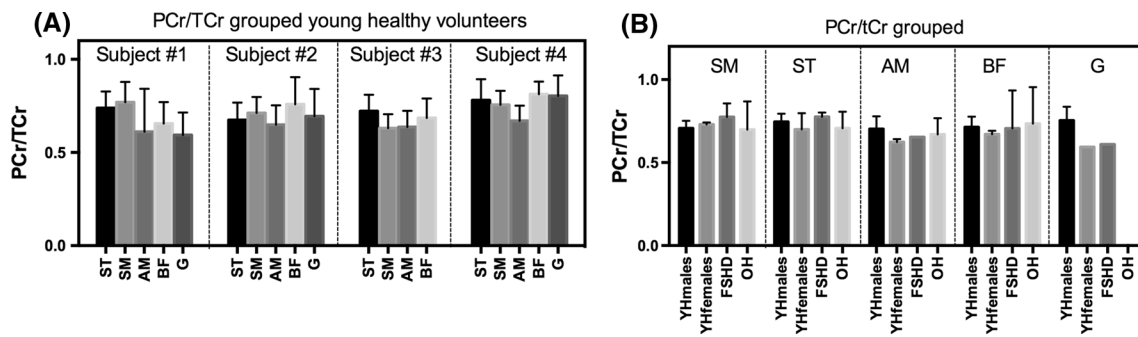 (A)
PCr/TCr grouped young healthy volunteers
Subject #1 Subject #2 Subject #3 Subject #4
PCr/TCr
1.0
0.5
0.0
ST SM AM BF G ST SM AM BF G ST SM AM BF ST SM AM BF G
(B)
PCr/tCr grouped
SM ST AM BF G
PCr/TCr
1.0
0.5
0.0
YHmales YHfemales FSHD OH YHmales YHfemales FSHD OH YHmales YHfemales FSHD OH YHmales YHfemales FSHD OH YHmales YHfemales FSHD OH